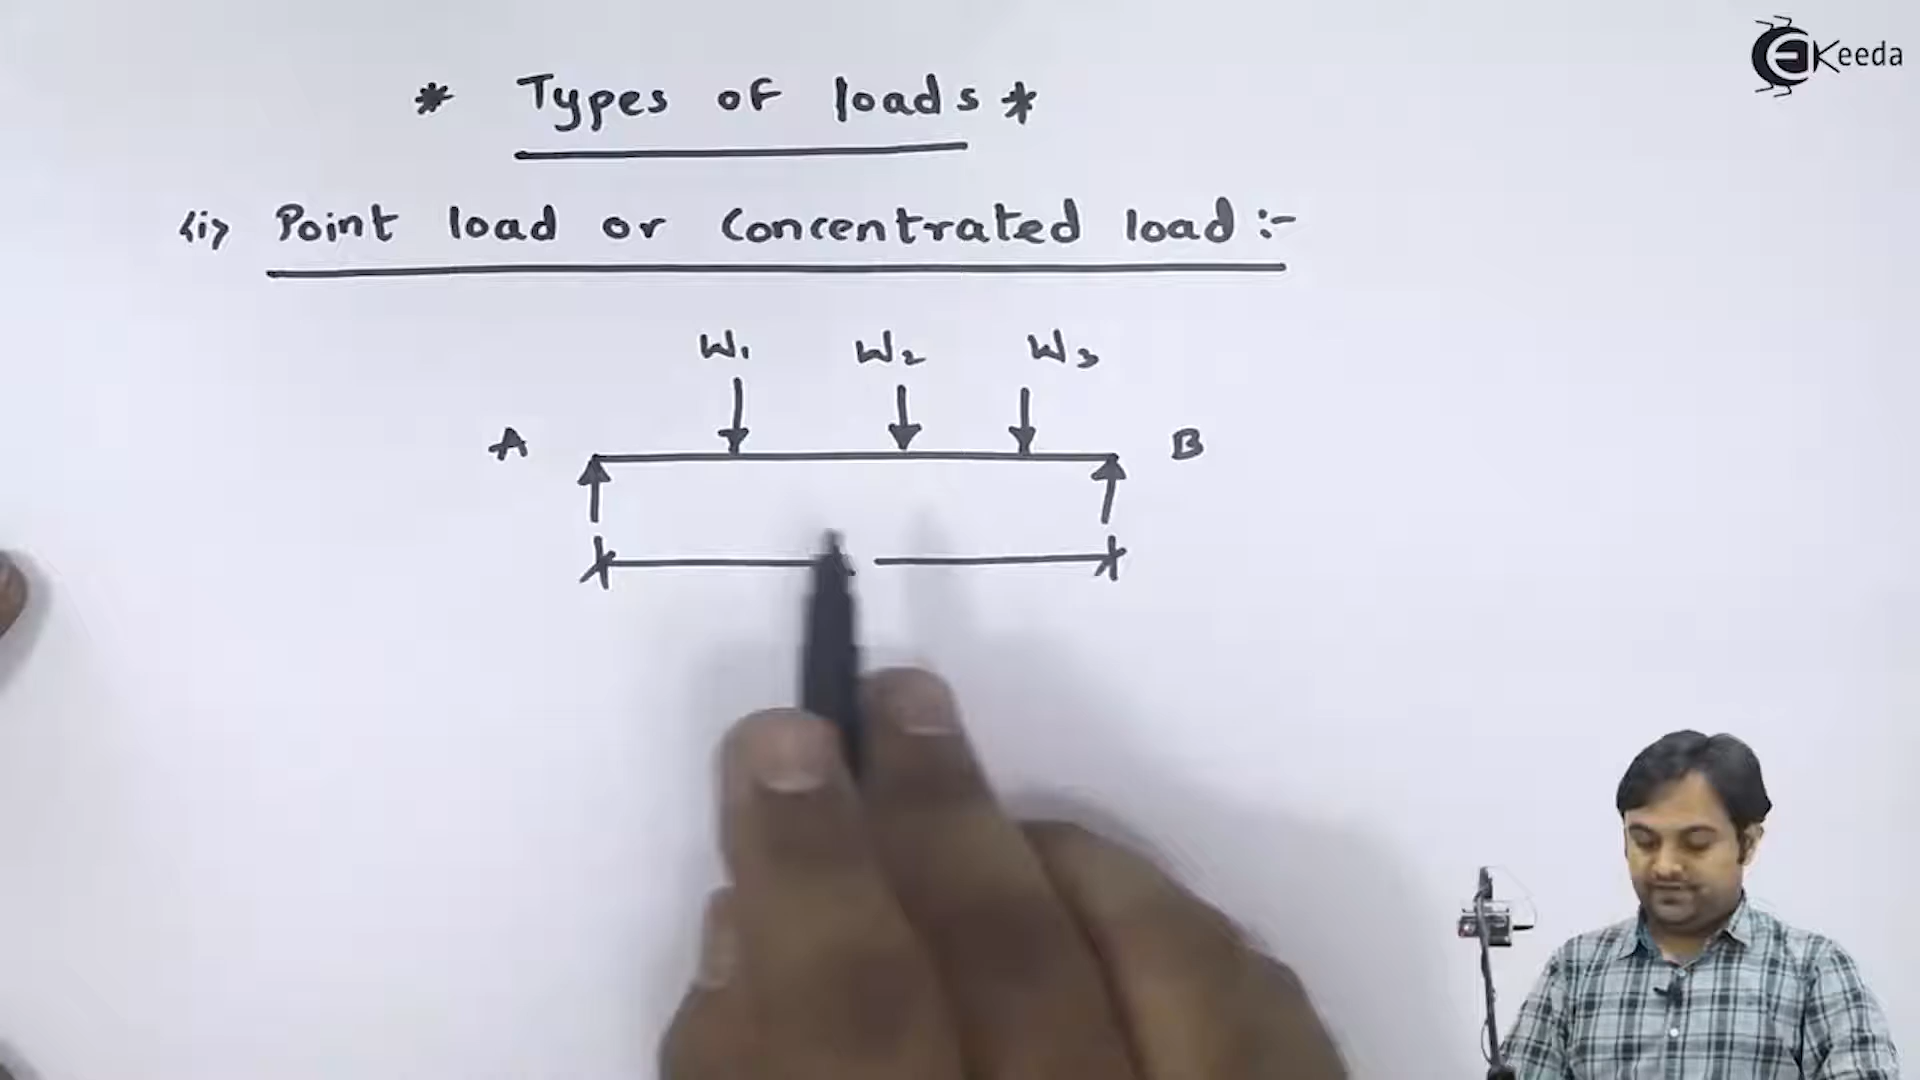 EKeeda
* Types of loads *
(i) Point load or Concentrated load :-
W₁ W₂ W₃
A B